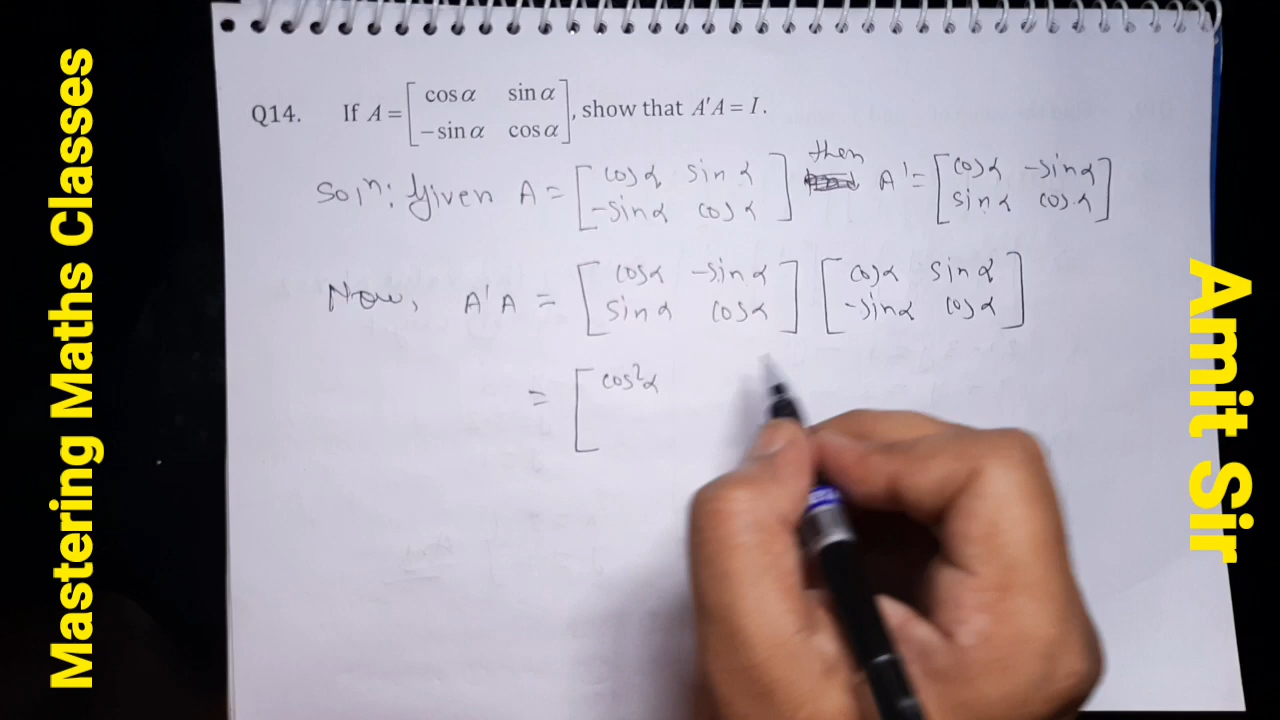 Mastering Maths Classes
Q14. If A = [ cos α sin α ; −sin α cos α ], show that A′A = I.
Soln: Given A = [ cos α sin α ; −sin α cos α ] then A' = [ cos α −sin α ; sin α cos α ]
Now, A'A = [ cos α −sin α ; sin α cos α ] [ cos α sin α ; −sin α cos α ]
= [ cos²α
Amit Sir